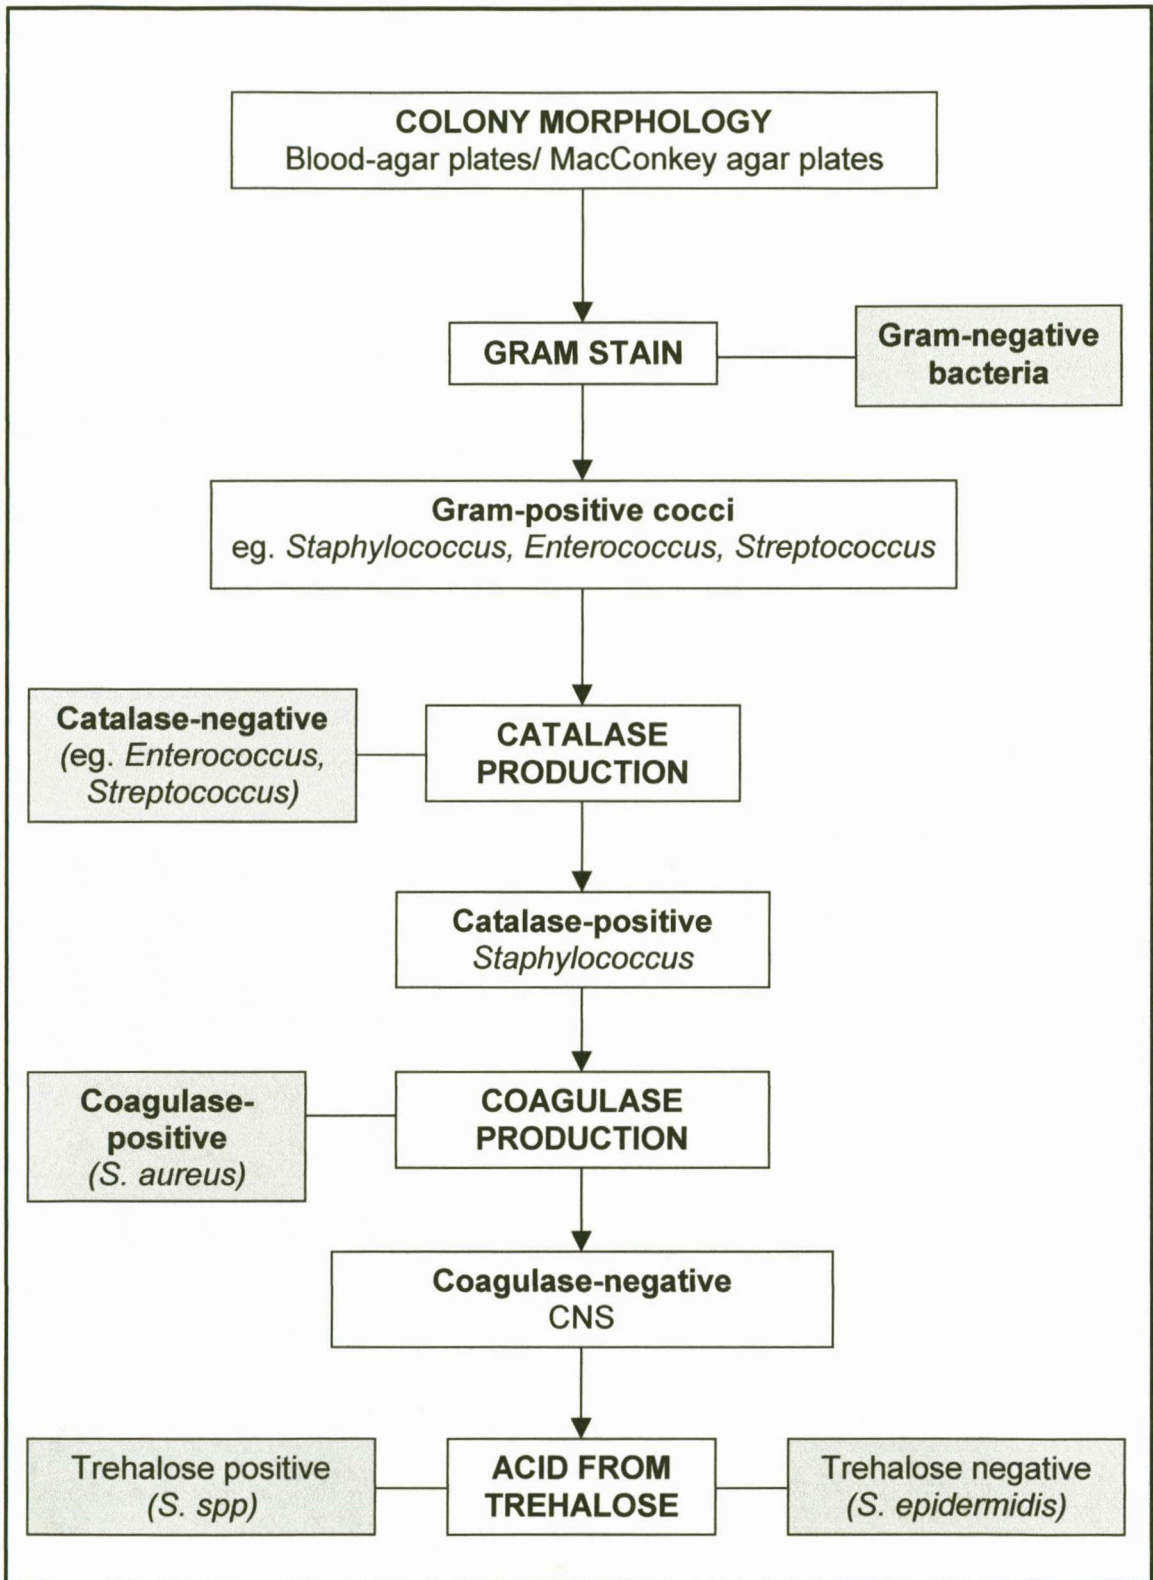 COLONY MORPHOLOGY
Blood-agar plates/ MacConkey agar plates
GRAM STAIN
Gram-negative
bacteria
Gram-positive cocci
eg. Staphylococcus, Enterococcus, Streptococcus
Catalase-negative
(eg. Enterococcus,
Streptococcus)
CATALASE
PRODUCTION
Catalase-positive
Staphylococcus
Coagulase-
positive
(S. aureus)
COAGULASE
PRODUCTION
Coagulase-negative
CNS
Trehalose positive
(S. spp)
ACID FROM
TREHALOSE
Trehalose negative
(S. epidermidis)